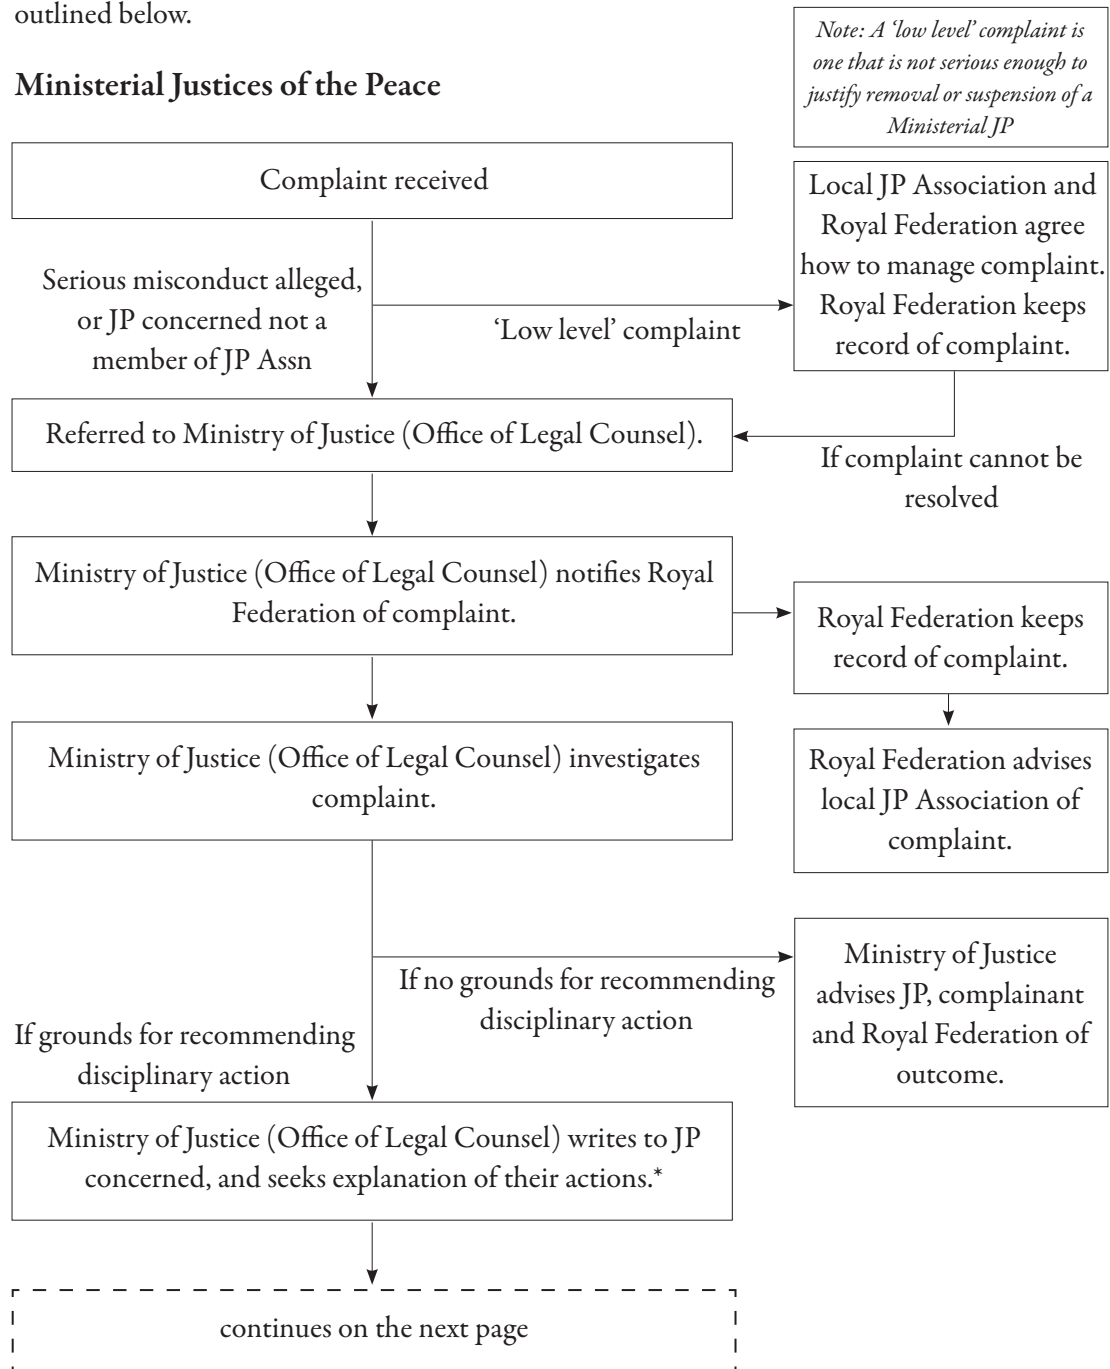 outlined below.
Note: A ‘low level’ complaint is
one that is not serious enough to
justify removal or suspension of a
Ministerial JP
Ministerial Justices of the Peace
Complaint received
Local JP Association and
Royal Federation agree
how to manage complaint.
Royal Federation keeps
record of complaint.
Serious misconduct alleged,
or JP concerned not a
member of JP Assn
‘Low level’ complaint
Referred to Ministry of Justice (Office of Legal Counsel).
If complaint cannot be
resolved
Ministry of Justice (Office of Legal Counsel) notifies Royal
Federation of complaint.
Royal Federation keeps
record of complaint.
Ministry of Justice (Office of Legal Counsel) investigates
complaint.
Royal Federation advises
local JP Association of
complaint.
If no grounds for recommending
disciplinary action
Ministry of Justice
advises JP, complainant
and Royal Federation of
outcome.
If grounds for recommending
disciplinary action
Ministry of Justice (Office of Legal Counsel) writes to JP
concerned, and seeks explanation of their actions.*
continues on the next page